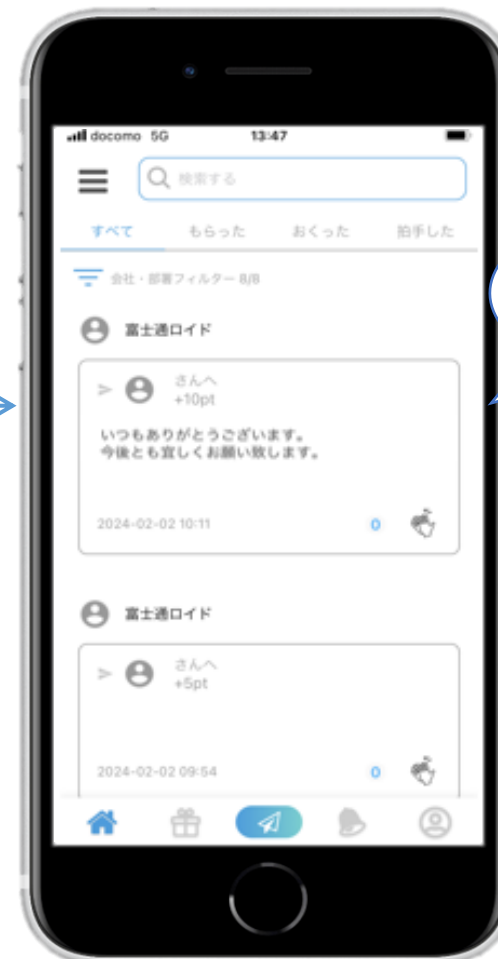 docomo 5G 13:47
検索する
すべて もらった おくった 拍手した
会社・部署フィルター 8/8
富士通ロイド
さんへ
+10pt
いつもありがとうございます。
今後とも宜しくお願い致します。
2024-02-02 10:11 0
富士通ロイド
さんへ
+5pt
2024-02-02 09:54 0